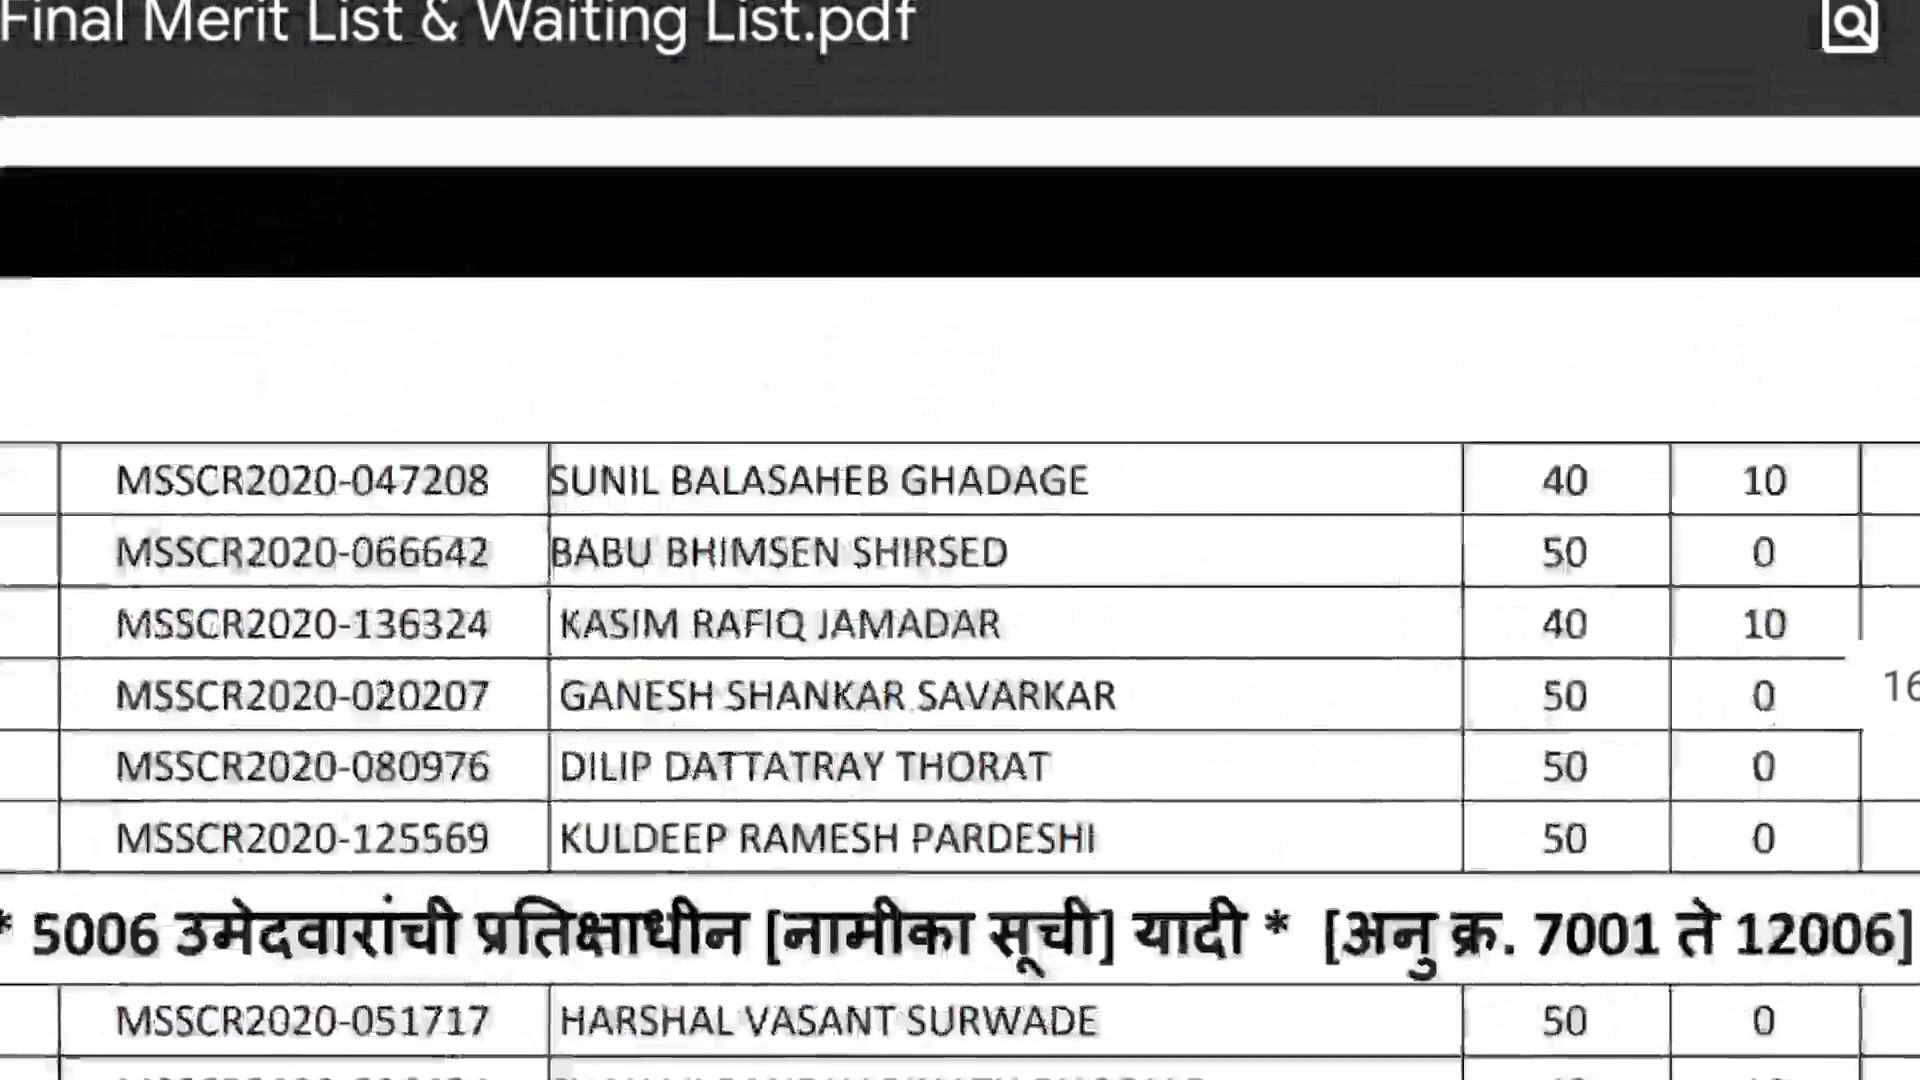 Final Merit List & Waiting List.pdf
MSSCR2020-047208 SUNIL BALASAHEB GHADAGE 40 10
MSSCR2020-066642 BABU BHIMSEN SHIRSED 50 0
MSSCR2020-136324 KASIM RAFIQ JAMADAR 40 10
MSSCR2020-020207 GANESH SHANKAR SAVARKAR 50 0
16
MSSCR2020-080976 DILIP DATTATRAY THORAT 50 0
MSSCR2020-125569 KULDEEP RAMESH PARDESHI 50 0
* 5006 उमेदवारांची प्रतिक्षाधीन [नामीका सूची] यादी * [अनु क्र. 7001 ते 12006]
MSSCR2020-051717 HARSHAL VASANT SURWADE 50 0